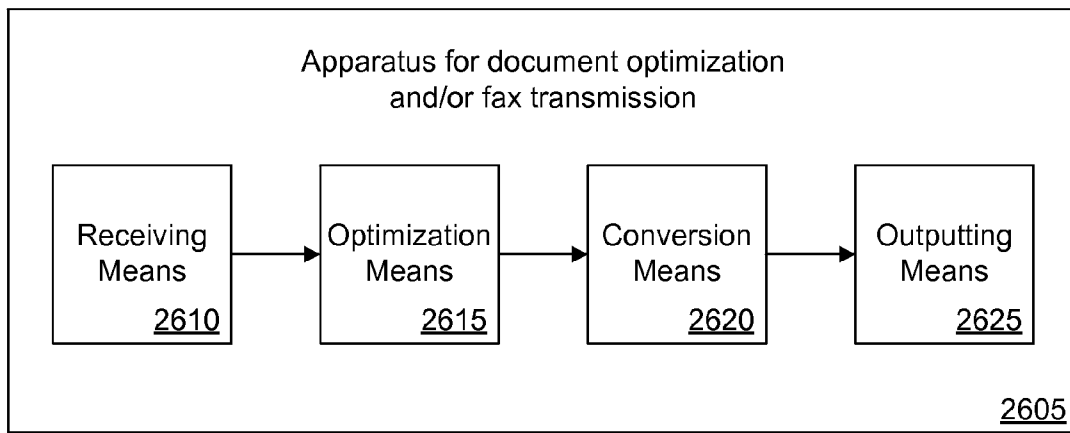 Apparatus for document optimization
and/or fax transmission
Receiving
Means
2610
Optimization
Means
2615
Conversion
Means
2620
Outputting
Means
2625
2605